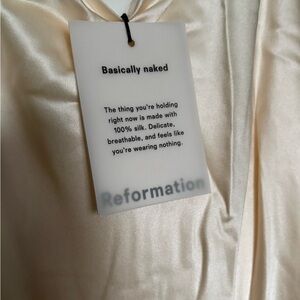 Basically naked
The thing you're holding
right now is made with
100% silk. Delicate,
breathable, and feels like
you're wearing nothing.
Reformation